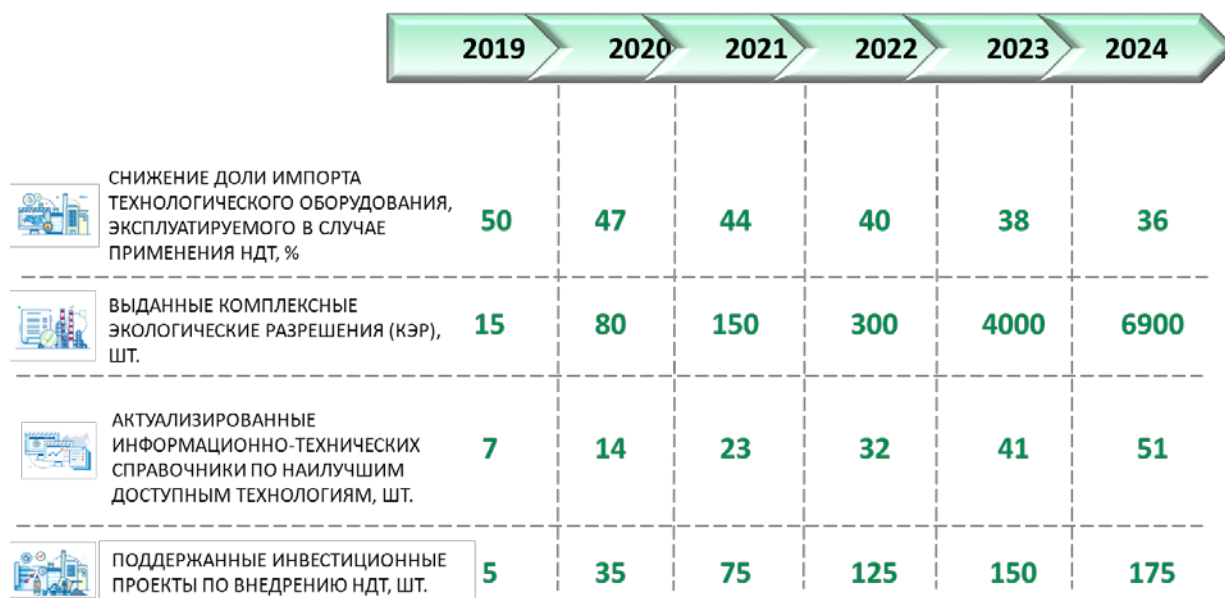 2019 2020 2021 2022 2023 2024
СНИЖЕНИЕ ДОЛИ ИМПОРТА
ТЕХНОЛОГИЧЕСКОГО ОБОРУДОВАНИЯ,
ЭКСПЛУАТИРУЕМОГО В СЛУЧАЕ
ПРИМЕНЕНИЯ НДТ, %
50 47 44 40 38 36
ВЫДАННЫЕ КОМПЛЕКСНЫЕ
ЭКОЛОГИЧЕСКИЕ РАЗРЕШЕНИЯ (КЭР),
ШТ.
15 80 150 300 4000 6900
АКТУАЛИЗИРОВАННЫЕ
ИНФОРМАЦИОННО-ТЕХНИЧЕСКИХ
СПРАВОЧНИКИ ПО НАИЛУЧШИМ
ДОСТУПНЫМ ТЕХНОЛОГИЯМ, ШТ.
7 14 23 32 41 51
ПОДДЕРЖАННЫЕ ИНВЕСТИЦИОННЫЕ
ПРОЕКТЫ ПО ВНЕДРЕНИЮ НДТ, ШТ.
5 35 75 125 150 175